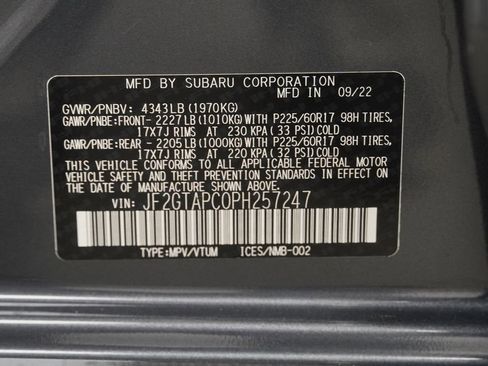 MFD BY SUBARU CORPORATION 09/22
GVWR/PNBV: 4343LB (1970KG)
GAWR/PNBE:FRONT- 2227LB(1010KG)WITH P225/60R17 98H TIRES,
17X7J RIMS AT 230 KPA( 33 PSI)COLD
GAWR/PNBE:REAR - 2205LB(1000KG)WITH P225/60R17 98H TIRES,
17X7J RIMS AT 220 KPA( 32 PSI)COLD
THIS VEHICLE CONFORMS TO ALL APPLICABLE FEDERAL MOTOR
VEHICLE SAFETY AND THEFT PREVENTION STANDARDS IN EFFECT
ON THE DATE OF MANUFACTURE SHOWN ABOVE.
VIN: JF2GTAPC0PH257247
TYPE:MPV/VTUM ICES/NMB-002